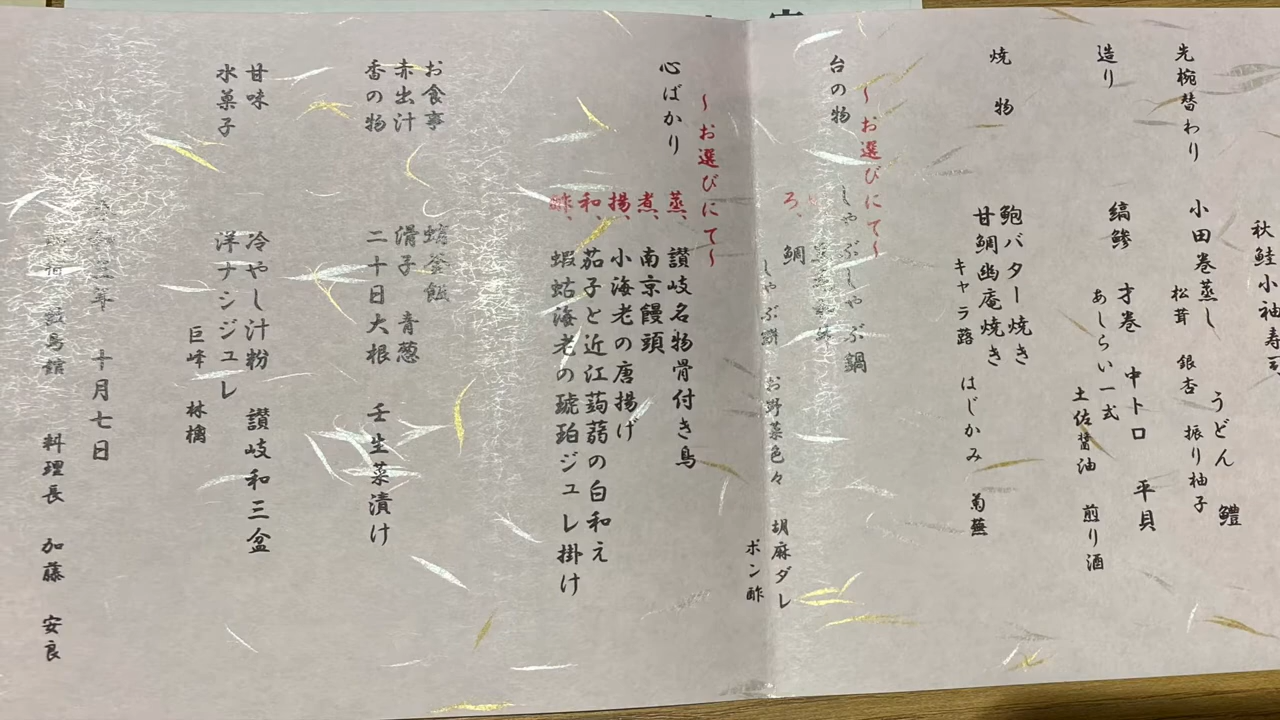 秋鮭小袖寿司
先椀替わり
小田巻蒸し うどん 鱧
松茸 銀杏 振り柚子
造り
縞鯵 才巻 中トロ 平貝
あしらい一式
土佐醤油 煎り酒
焼物
鮑バター焼き
甘鯛幽庵焼き
キャラ蕗 はじかみ 菊蕪
〜お選びにて〜
台の物
しゃぶしゃぶ鍋
ろ、鯛
しゃぶ餅 お野菜色々 胡麻ダレ
ポン酢
〜お選びにて〜
心ばかり
蒸、讃岐名物骨付き鳥
煮、南京饅頭
揚、小海老の唐揚げ
和、茄子と近江蒟蒻の白和え
酢、蝦蛄海老の琥珀ジュレ掛け
お食事 釜飯
赤出汁 滑子 青葱
香の物 二十日大根 壬生菜漬け
甘味 冷やし汁粉 讃岐和三盆
水菓子 洋ナシジュレ
巨峰 林檎
年 十月七日
料理長 加藤 安良